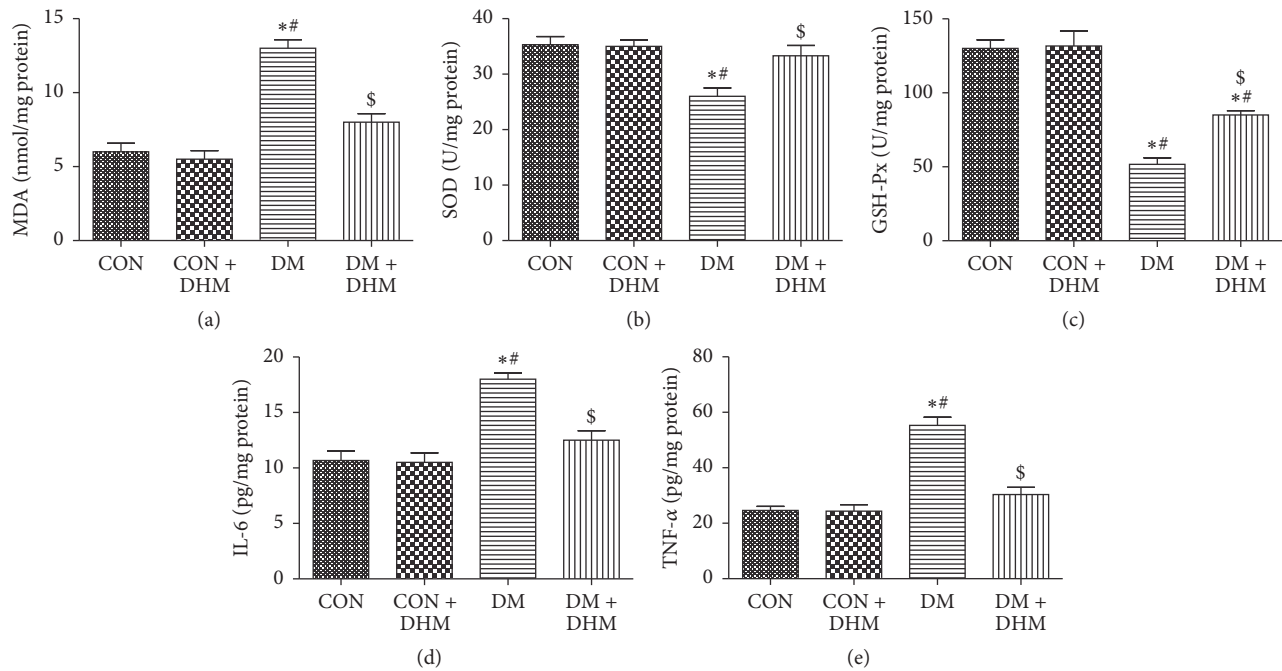 MDA (nmol/mg protein)
15
10
5
0
*#
$
CON
CON +
DHM
DM
DM +
DHM
(a)
SOD (U/mg protein)
40
30
20
10
0
*#
$
CON
CON +
DHM
DM
DM +
DHM
(b)
GSH-Px (U/mg protein)
150
100
50
0
*#
$
*#
CON
CON +
DHM
DM
DM +
DHM
(c)
IL-6 (pg/mg protein)
20
15
10
5
0
*#
$
CON
CON +
DHM
DM
DM +
DHM
(d)
TNF-α (pg/mg protein)
80
60
40
20
0
*#
$
CON
CON +
DHM
DM
DM +
DHM
(e)